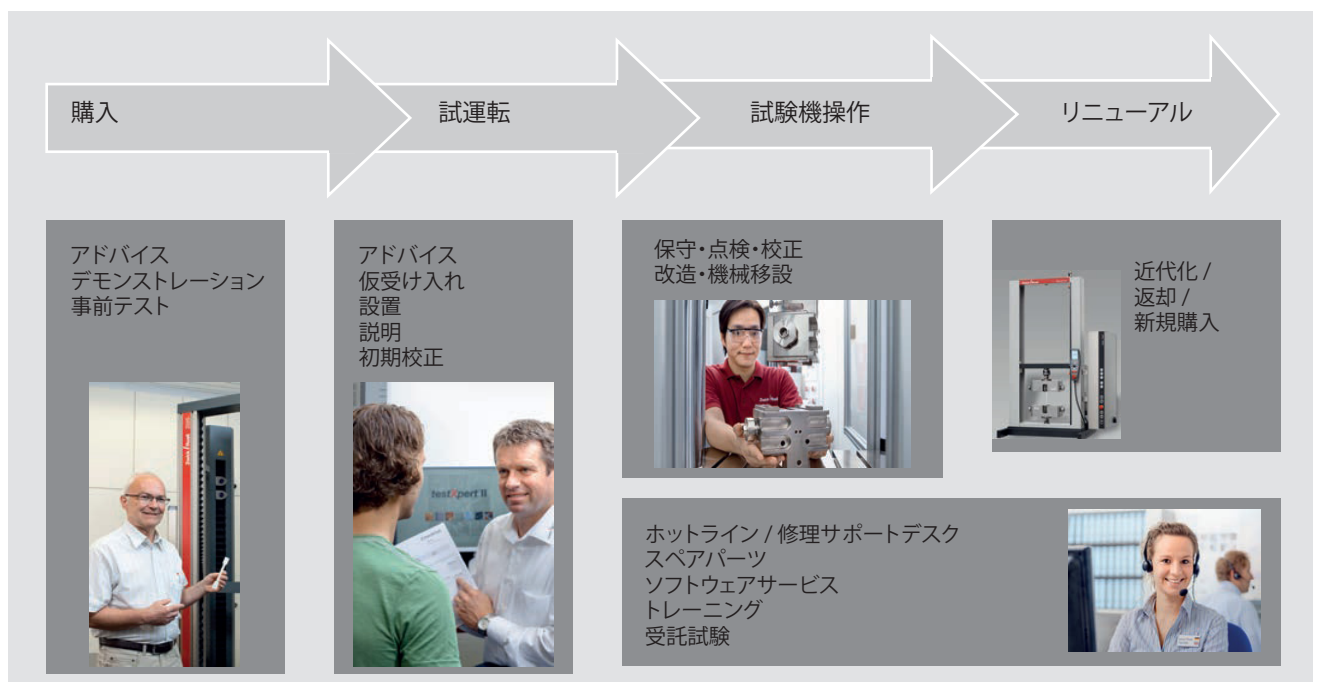 購入
試運転
試験機操作
リニューアル
アドバイス
デモンストレーション
事前テスト
アドバイス
仮受け入れ
設置
説明
初期校正
testXpert II
保守・点検・校正
改造・機械移設
近代化 /
返却 /
新規購入
ホットライン / 修理サポートデスク
スペアパーツ
ソフトウェアサービス
トレーニング
受託試験